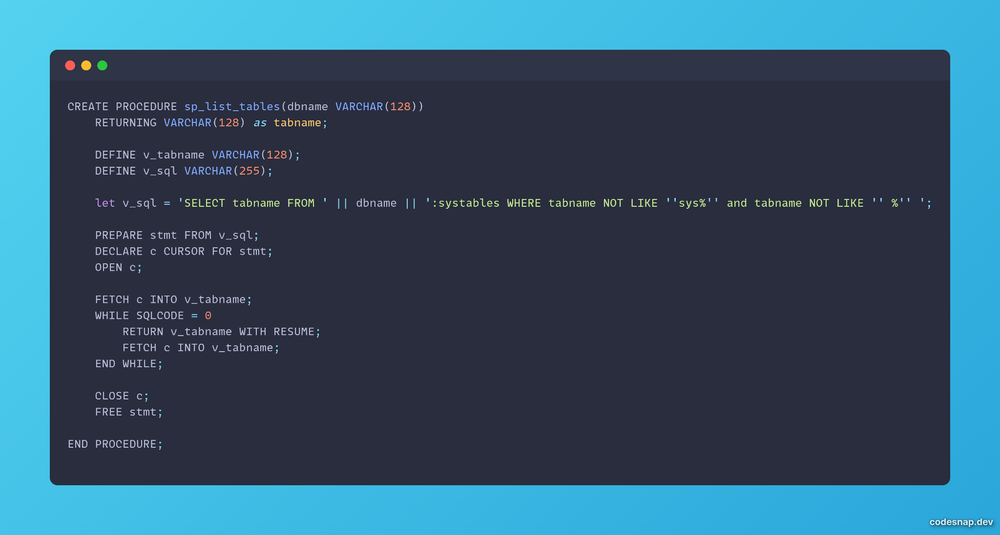 CREATE PROCEDURE sp_list_tables(dbname VARCHAR(128))
    RETURNING VARCHAR(128) as tabname;

    DEFINE v_tabname VARCHAR(128);
    DEFINE v_sql VARCHAR(255);

    let v_sql = 'SELECT tabname FROM ' || dbname || ':systables WHERE tabname NOT LIKE ''sys%'' and tabname NOT LIKE '' %'' ';

    PREPARE stmt FROM v_sql;
    DECLARE c CURSOR FOR stmt;
    OPEN c;

    FETCH c INTO v_tabname;
    WHILE SQLCODE = 0
        RETURN v_tabname WITH RESUME;
        FETCH c INTO v_tabname;
    END WHILE;

    CLOSE c;
    FREE stmt;

END PROCEDURE;
codesnap.dev